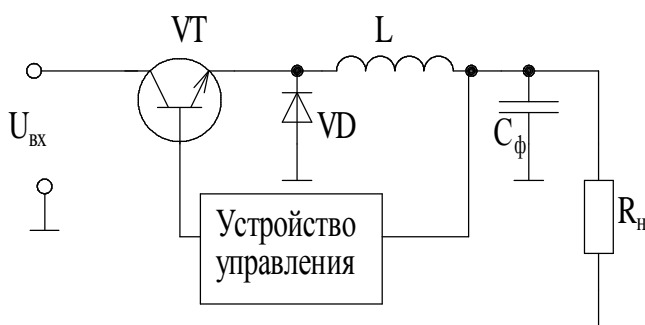 VT
L
U вх
VD
C ф
R н
Устройство
управления